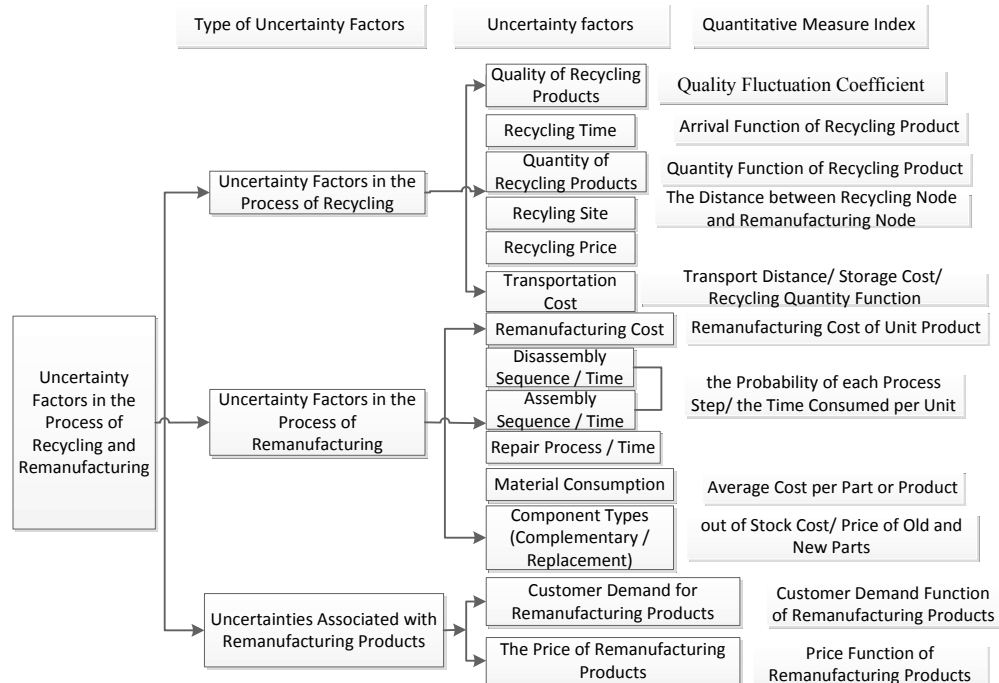 Type of Uncertainty Factors
Uncertainty factors
Quantitative Measure Index
Quality of Recycling
Products
Quality Fluctuation Coefficient
Recycling Time
Arrival Function of Recycling Product
Uncertainty Factors in the
Process of Recycling
Quantity of
Recycling Products
Quantity Function of Recycling Product
Recyling Site
The Distance between Recycling Node
and Remanufacturing Node
Recycling Price
Transportation
Cost
Transport Distance/ Storage Cost/
Recycling Quantity Function
Uncertainty
Factors in the
Process of
Recycling and
Remanufacturing
Remanufacturing Cost
Remanufacturing Cost of Unit Product
Disassembly
Sequence / Time
Uncertainty Factors in the
Process of
Remanufacturing
Assembly
Sequence / Time
the Probability of each Process
Step/ the Time Consumed per Unit
Repair Process / Time
Material Consumption
Average Cost per Part or Product
Component Types
(Complementary /
Replacement)
out of Stock Cost/ Price of Old and
New Parts
Uncertainties Associated with
Remanufacturing Products
Customer Demand for
Remanufacturing Products
Customer Demand Function
of Remanufacturing Products
The Price of Remanufacturing
Products
Price Function of
Remanufacturing Products